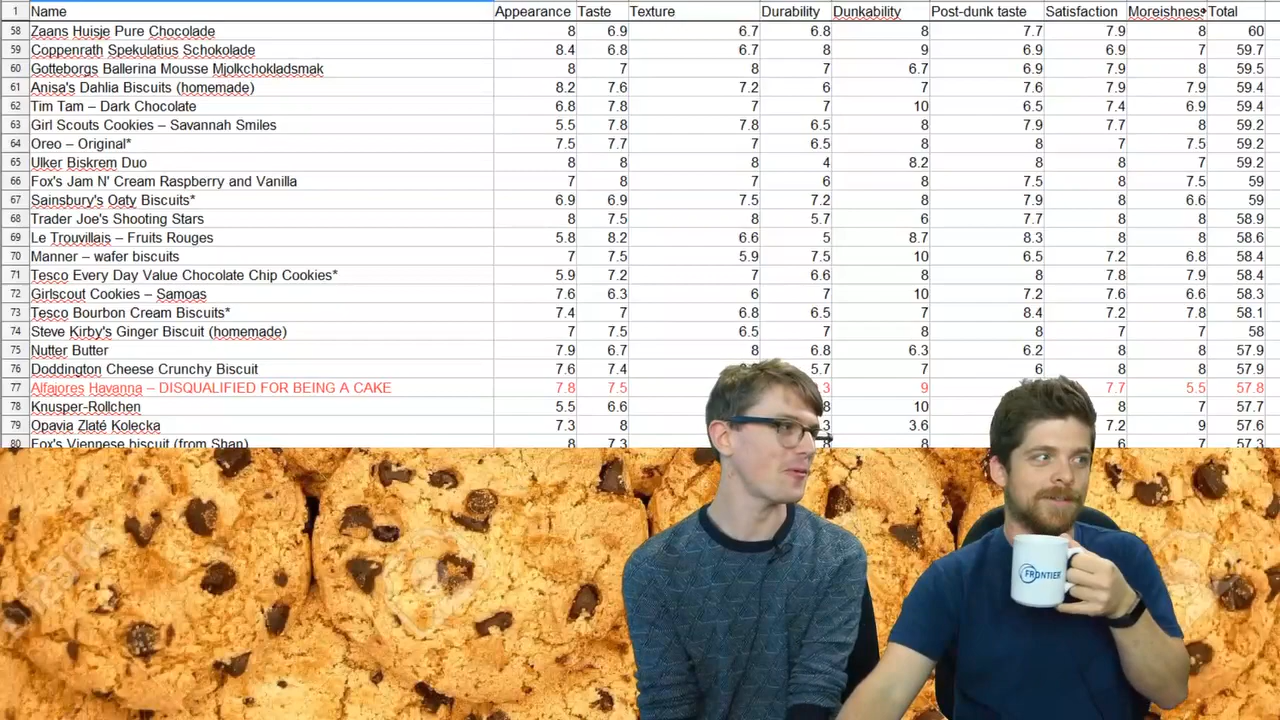 1 Name Appearance Taste Texture Durability Dunkability Post-dunk taste Satisfaction Moreishness Total
58 Zaans Huisje Pure Chocolade 8 6.9 6.7 6.8 8 7.7 7.9 8 60
59 Coppenrath Spekulatius Schokolade 8.4 6.8 6.7 8 9 6.9 6.9 7 59.7
60 Gotteborgs Ballerina Mousse Mjolkchokladsmak 8 7 8 7 6.7 6.9 7.9 8 59.5
61 Anisa's Dahlia Biscuits (homemade) 8.2 7.6 7.2 6 7 7.6 7.9 7.9 59.4
62 Tim Tam – Dark Chocolate 6.8 7.8 7 7 10 6.5 7.4 6.9 59.4
63 Girl Scouts Cookies – Savannah Smiles 5.5 7.8 7.8 6.5 8 7.9 7.7 8 59.2
64 Oreo – Original* 7.5 7.7 7 6.5 8 8 7 7.5 59.2
65 Ulker Biskrem Duo 8 8 8 4 8.2 8 8 7 59.2
66 Fox's Jam N' Cream Raspberry and Vanilla 7 8 7 6 8 7.5 8 7.5 59
67 Sainsbury's Oaty Biscuits* 6.9 6.9 7.5 7.2 8 7.9 8 6.6 59
68 Trader Joe's Shooting Stars 8 7.5 8 5.7 6 7.7 8 8 58.9
69 Le Trouvillais – Fruits Rouges 5.8 8.2 6.6 5 8.7 8.3 8 8 58.6
70 Manner – wafer biscuits 7 7.5 5.9 7.5 10 6.5 7.2 6.8 58.4
71 Tesco Every Day Value Chocolate Chip Cookies* 5.9 7.2 7 6.6 8 8 7.8 7.9 58.4
72 Girlscout Cookies – Samoas 7.6 6.3 6 7 10 7.2 7.6 6.6 58.3
73 Tesco Bourbon Cream Biscuits* 7.4 7 6.8 6.5 7 8.4 7.2 7.8 58.1
74 Steve Kirby's Ginger Biscuit (homemade) 7 7.5 6.5 7 8 8 7 7 58
75 Nutter Butter 7.9 6.7 8 6.8 6.3 6.2 8 8 57.9
76 Doddington Cheese Crunchy Biscuit 7.6 7.4 5.7 7 6 8 8 57.9
77 Alfajores Havanna – DISQUALIFIED FOR BEING A CAKE 7.8 7.5 9 7.7 5.5 57.8
78 Knusper-Rollchen 5.5 6.6 10 8 7 57.7
79 Opavia Zlaté Kolecka 7.3 8 3.6 7.2 9 57.6
80 Fox's Viennese biscuit (from Shan) 8 7.3 8 6 7 57.3
FRONTIER